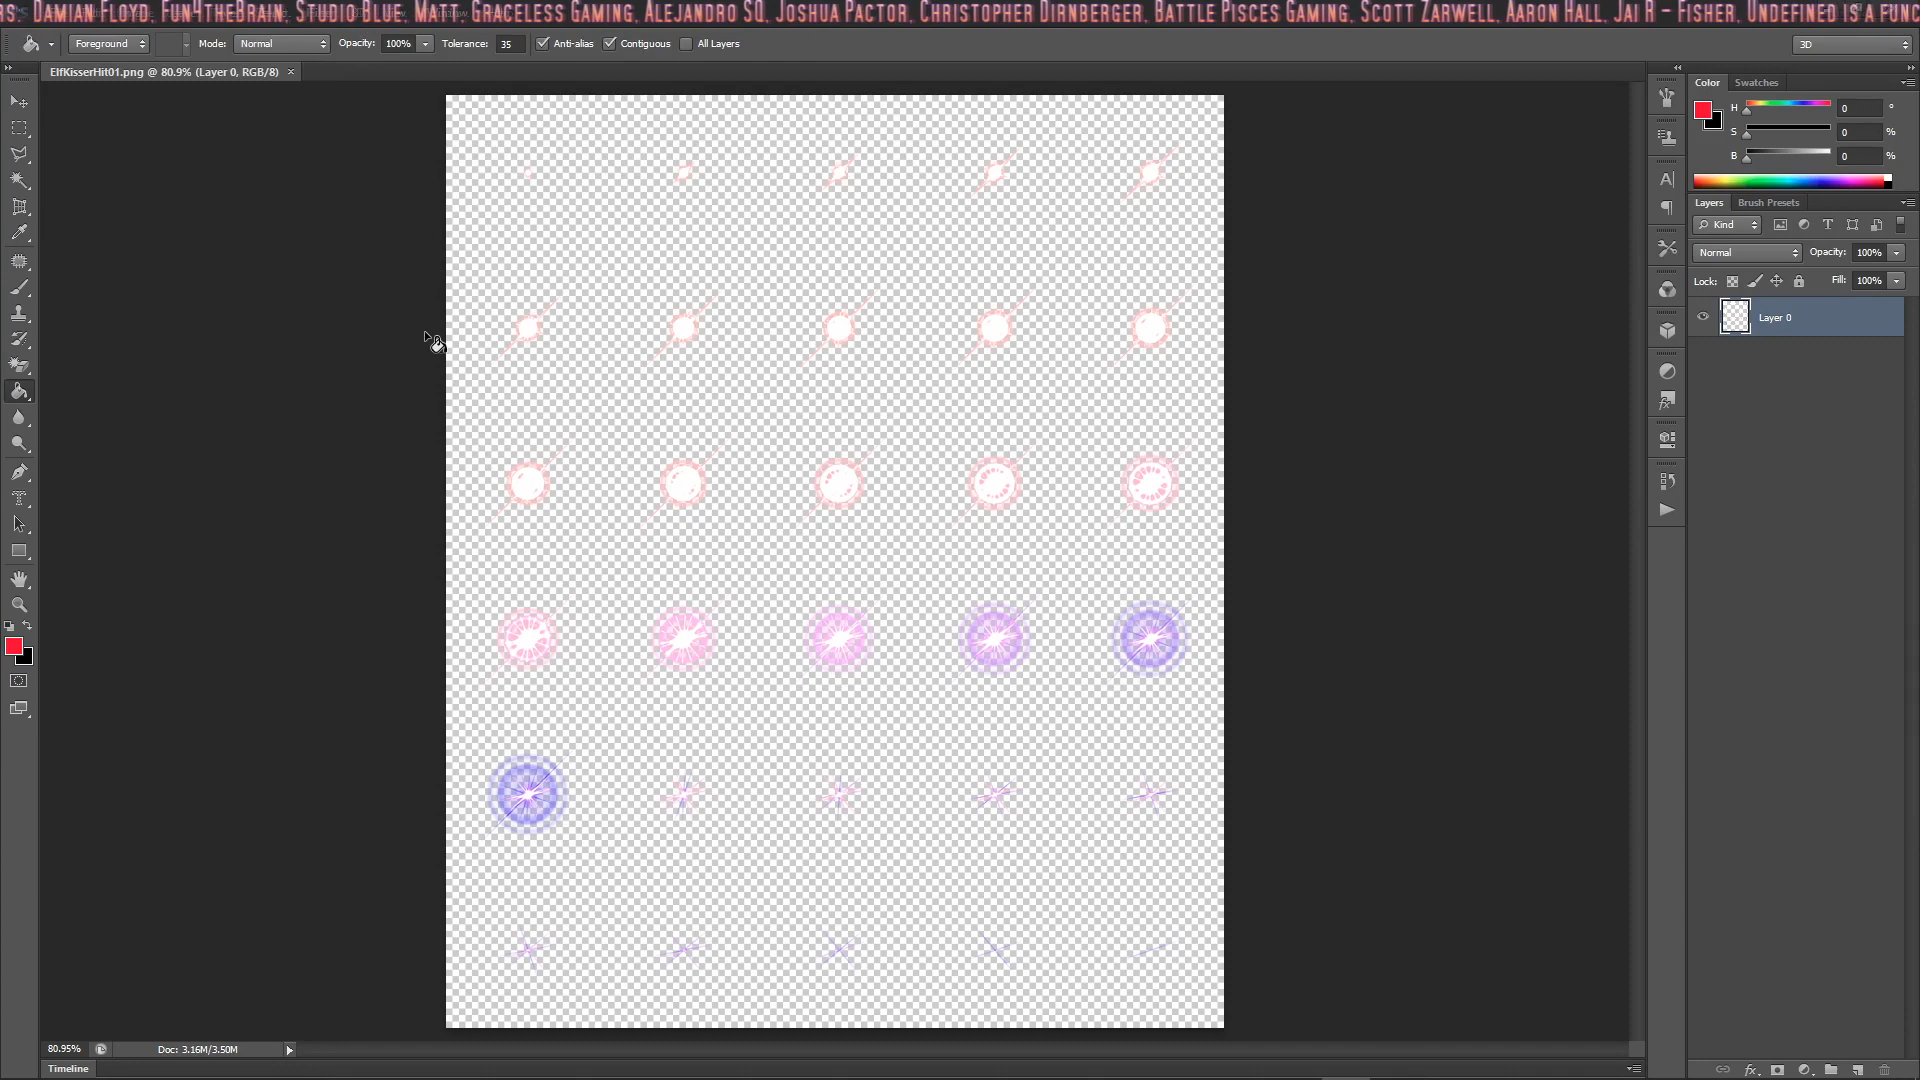 rs: Damian Floyd, Fun4theBrain, Studio Blue, Graceless Gaming, Alejandro SQ, Joshua Pactor, Christopher Dirnberger, Battle Pisces Gaming, Scott Zarwell, Aaron Hall, Jai R - Fisher, Undefined is a func
Foreground Mode: Normal Opacity: 100% Tolerance: 35 Anti-alias Contiguous All Layers 3D
ElfKisserHit01.png @ 80.9% (Layer 0, RGB/8) ×
Color Swatches
H 0 °
S 0 %
B 0 %
Layers Brush Presets
Kind
Normal Opacity: 100%
Lock: Fill: 100%
Layer 0
80.95% Doc: 3.16M/3.50M
Timeline